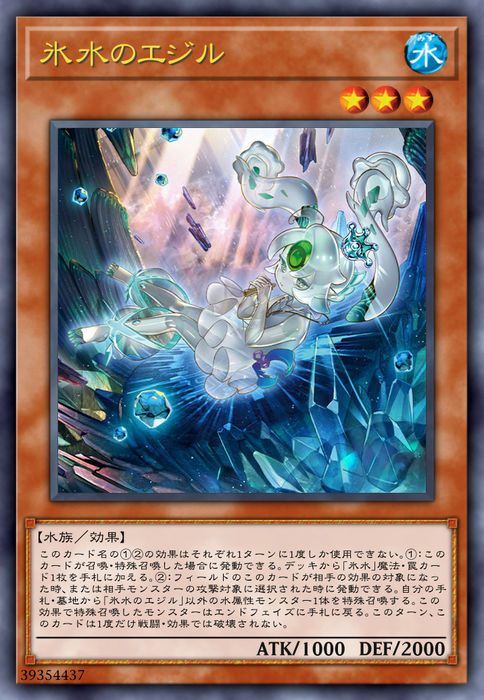 氷水のエジル
みず
水
【水族/効果】
このカード名の①②の効果はそれぞれ1ターンに1度しか使用できない。①:この
カードが召喚・特殊召喚した場合に発動できる。デッキから「氷水」魔法・罠カー
ド1枚を手札に加える。②:フィールドのこのカードが相手の効果の対象になっ
た時、または相手モンスターの攻撃対象に選択された時に発動できる。自分の手
札・墓地から「氷水のエジル」以外の水属性モンスター1体を特殊召喚する。この
効果で特殊召喚したモンスターはエンドフェイズに手札に戻る。このターン、こ
のカードは1度だけ戦闘・効果では破壊されない。
ATK/1000 DEF/2000
39354437